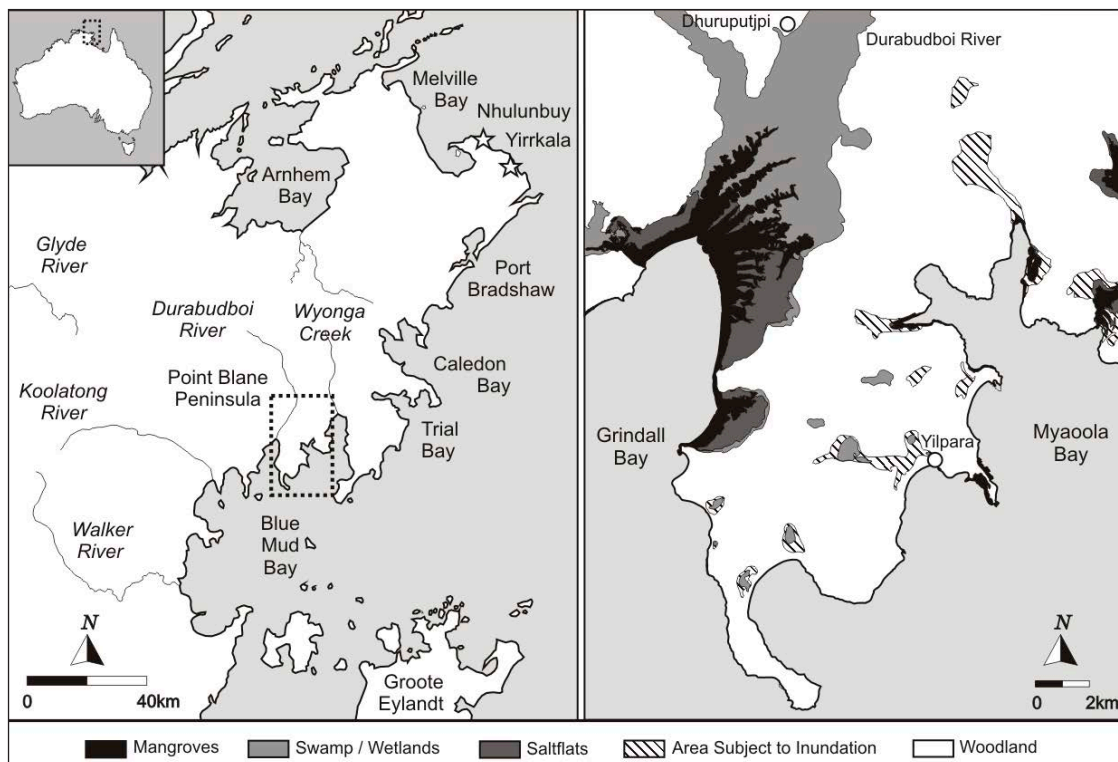 Melville
Bay
Nhulunbuy
Yirrkala
Arnhem
Bay
Glyde
River
Port
Bradshaw
Durabudboi
River
Wyonga
Creek
Caledon
Bay
Point Blane
Peninsula
Koolatong
River
Trial
Bay
Walker
River
Blue
Mud
Bay
Groote
Eylandt
N
0 40km
Dhuruputjpi
Durabudboi River
Grindall
Bay
Yilpara
Myaoola
Bay
N
0 2km
Mangroves
Swamp / Wetlands
Saltflats
Area Subject to Inundation
Woodland